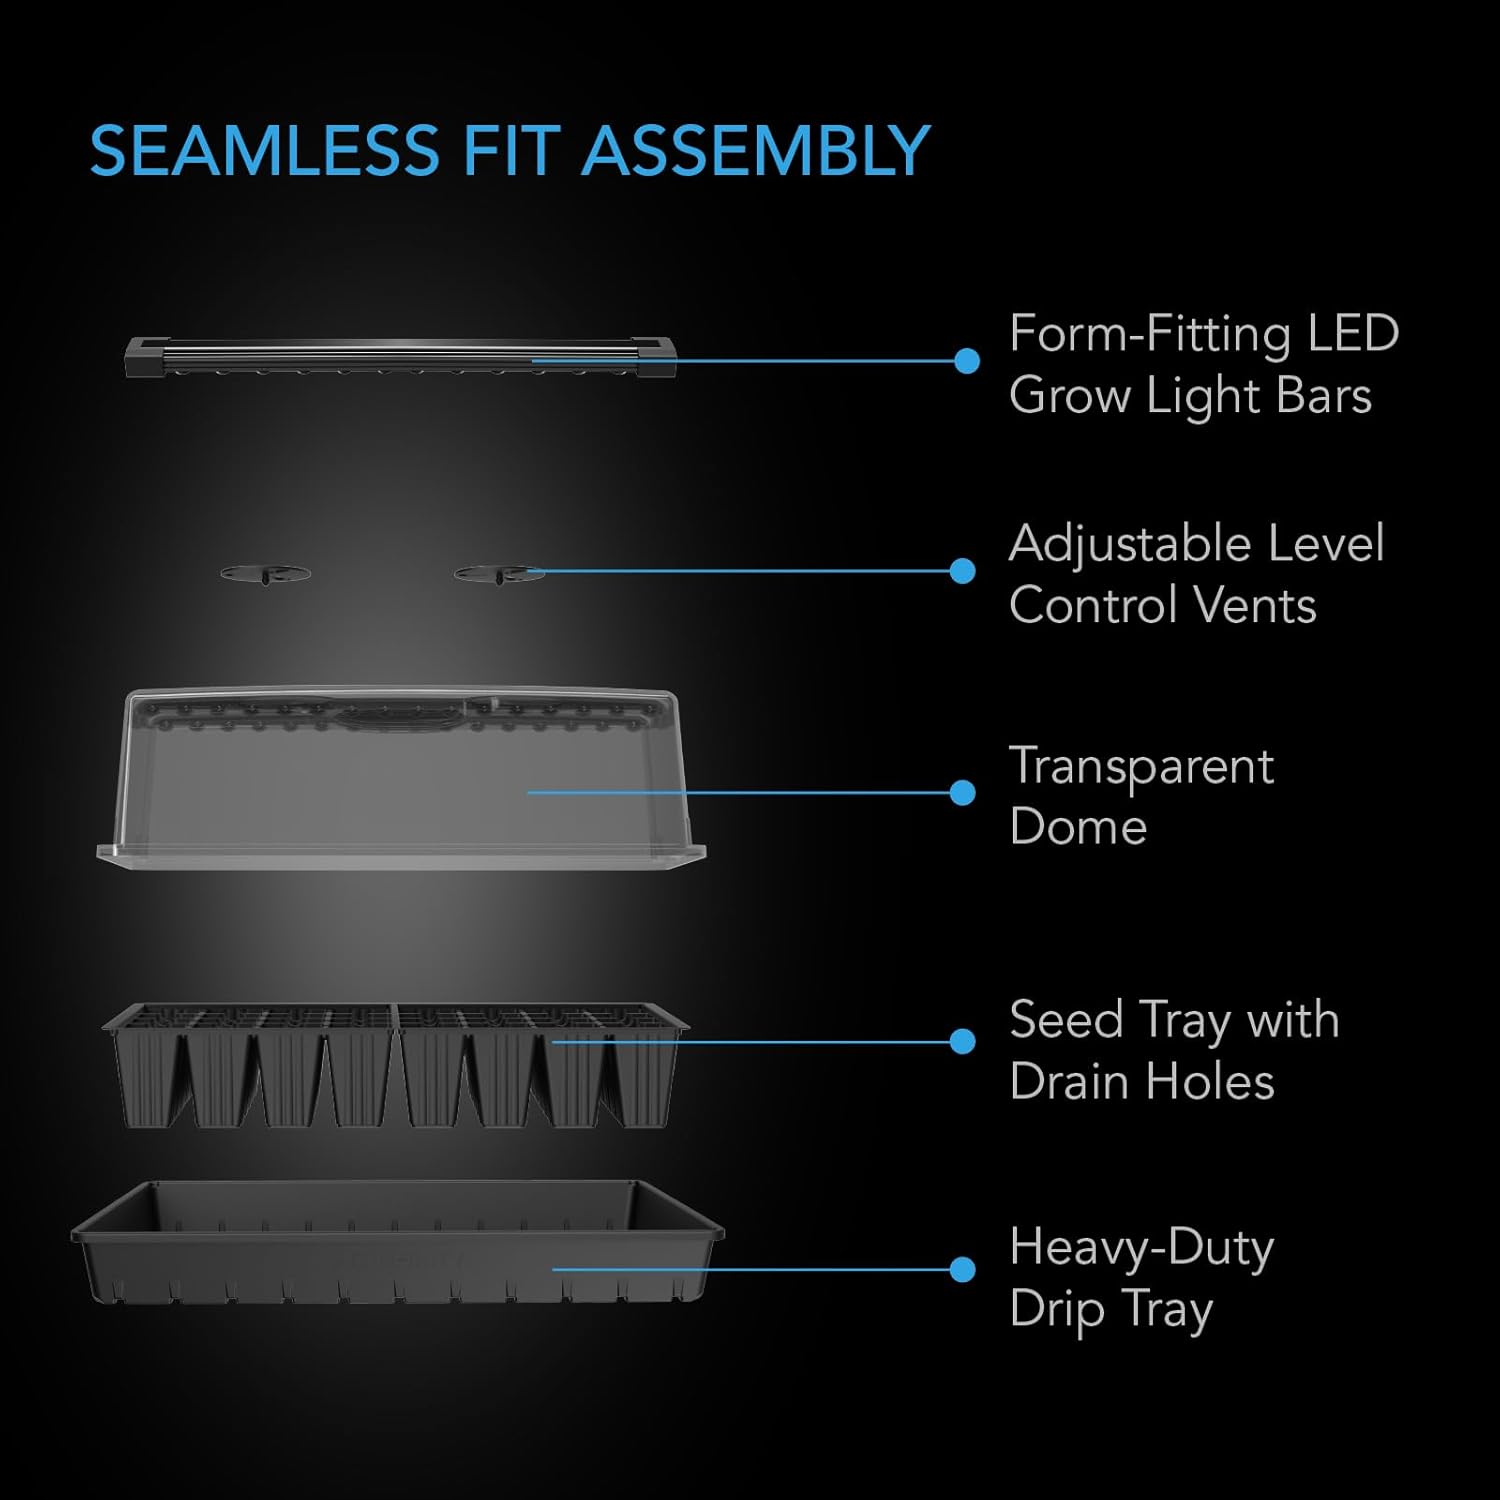 SEAMLESS FIT ASSEMBLY
Form-Fitting LED
Grow Light Bars
Adjustable Level
Control Vents
Transparent
Dome
Seed Tray with
Drain Holes
Heavy-Duty
Drip Tray